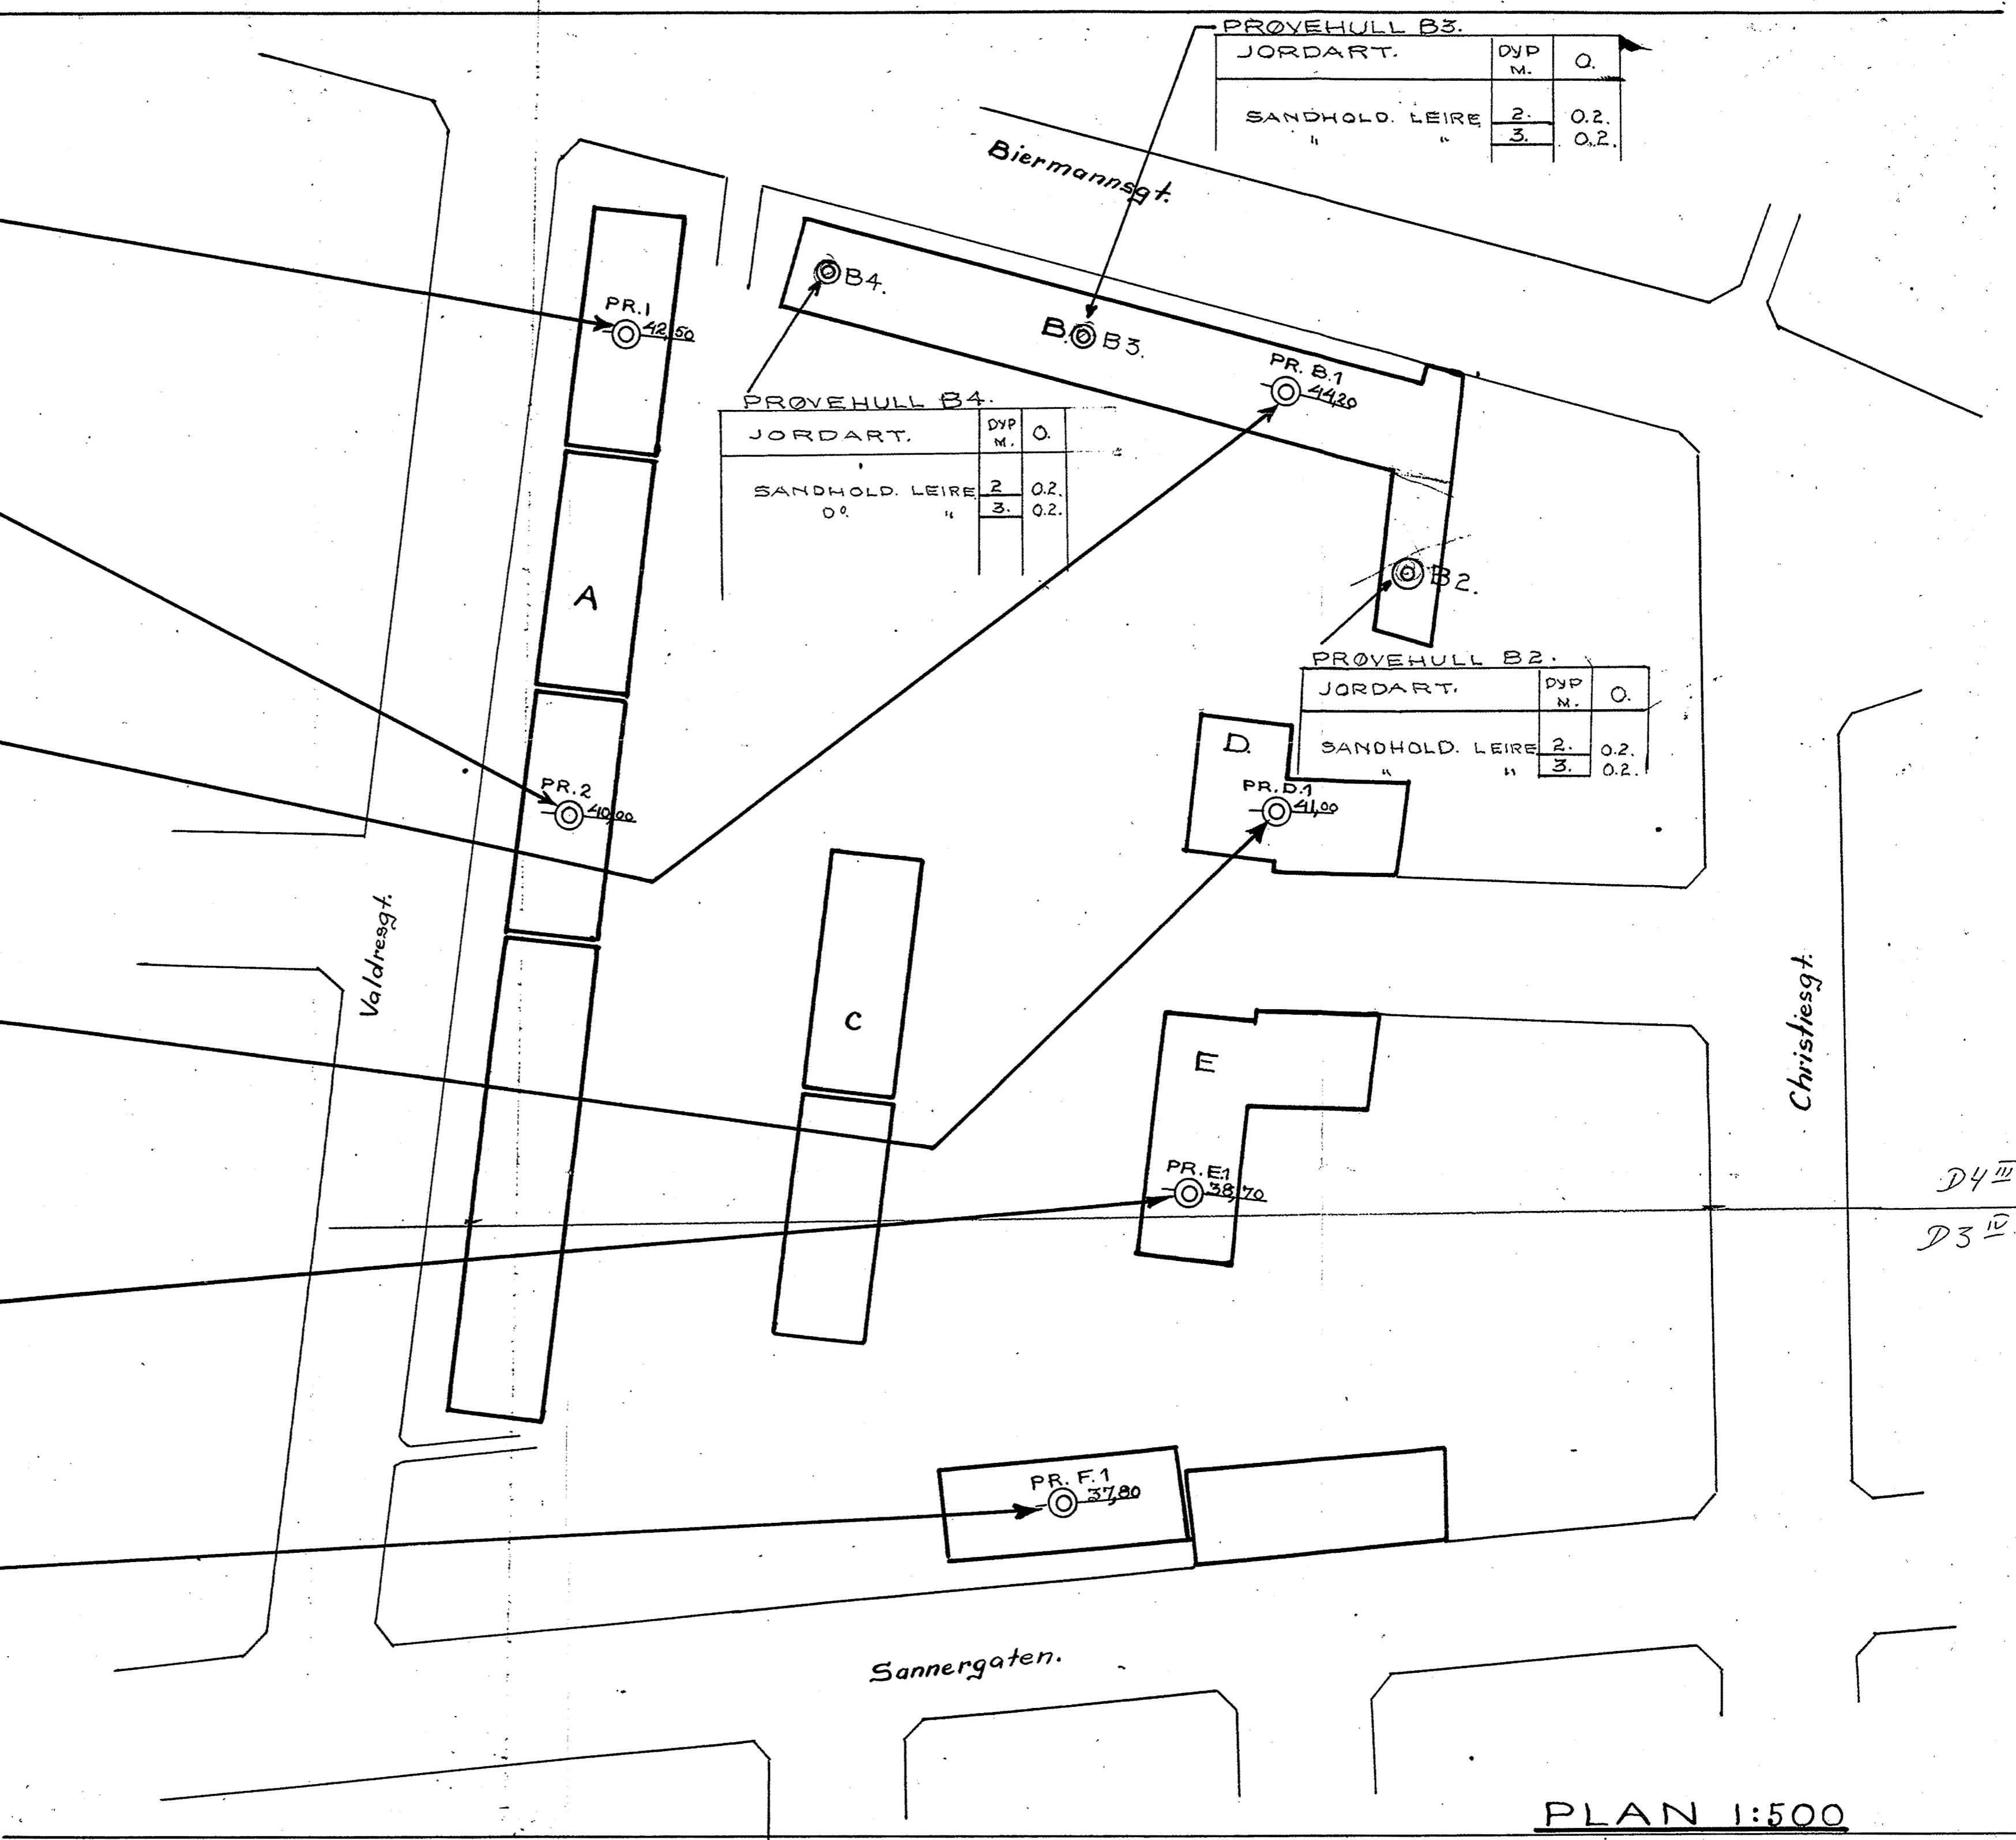 PRØVEHULL B3.
JORDART. DYP M. O.
SANDHOLD. LEIRE 2. 0.2.
" " 3. 0.2.
Biermannsgt.
B4.
PR.1
42,50
B. B3.
PR. B.1
44,20
PRØVEHULL B4.
JORDART. DYP M. O.
SANDHOLD. LEIRE 2 0.2.
Dº. " 3. 0.2.
A
B2.
PRØVEHULL B2.
JORDART. DYP M. O.
SANDHOLD. LEIRE 2. 0.2.
" " 3. 0.2.
D.
PR.D.1
41,00
PR.2
40,00
Valdresgt.
C
E
Christiesgt.
PR.E.1
38,70
D4 III
D3 IV
PR. F.1
37,80
Sannergaten.
PLAN 1:500